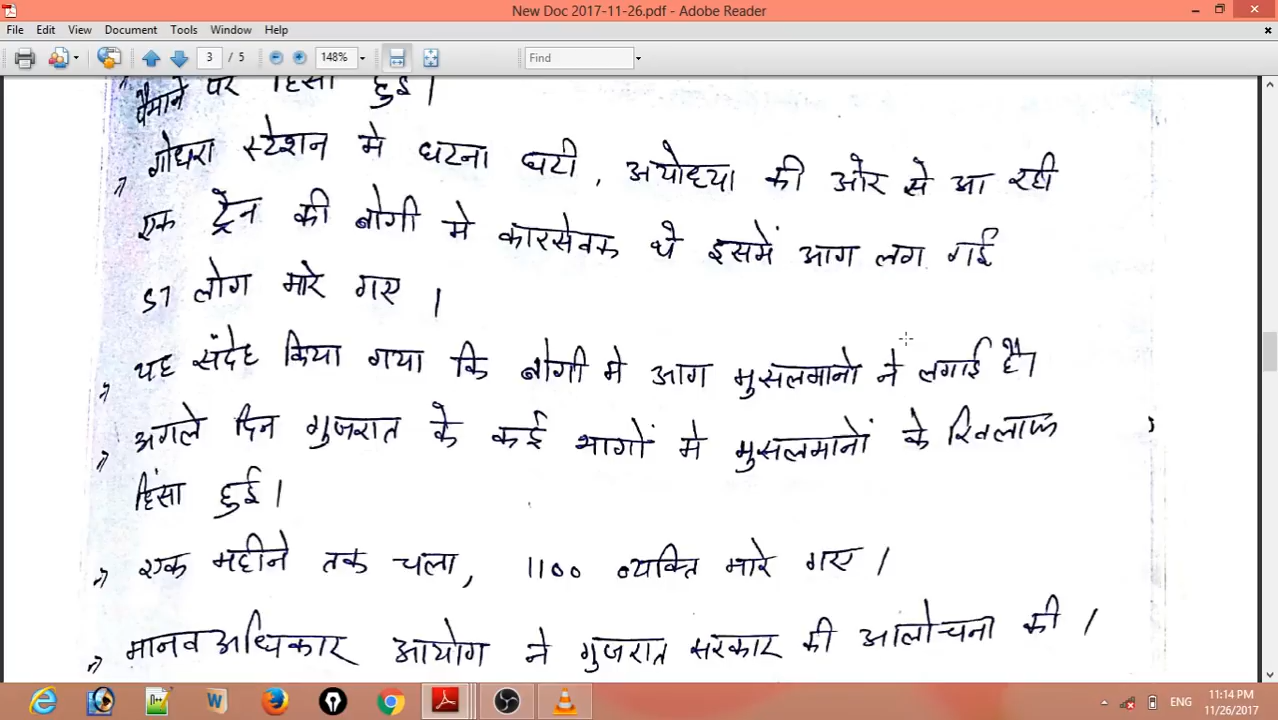 New Doc 2017-11-26.pdf - Adobe Reader
File Edit View Document Tools Window Help
3 / 5 148% Find
पैमाने पर हिंसा हुई।
गोधरा स्टेशन मे घटना घटी, अयोध्या की ओर से आ रही
एक ट्रेन की बोगी मे कारसेवक थे इसमें आग लग गई
57 लोग मारे गए।
यह संदेह किया गया कि बोगी मे आग मुसलमानो ने लगाई है।
अगले दिन गुजरात के कई भागों मे मुसलमानों के खिलाफ
हिंसा हुई।
एक महीने तक चला, 1100 व्यक्ति मारे गए।
मानव अधिकार आयोग ने गुजरात सरकार की आलोचना की।
ENG 11:14 PM
11/26/2017